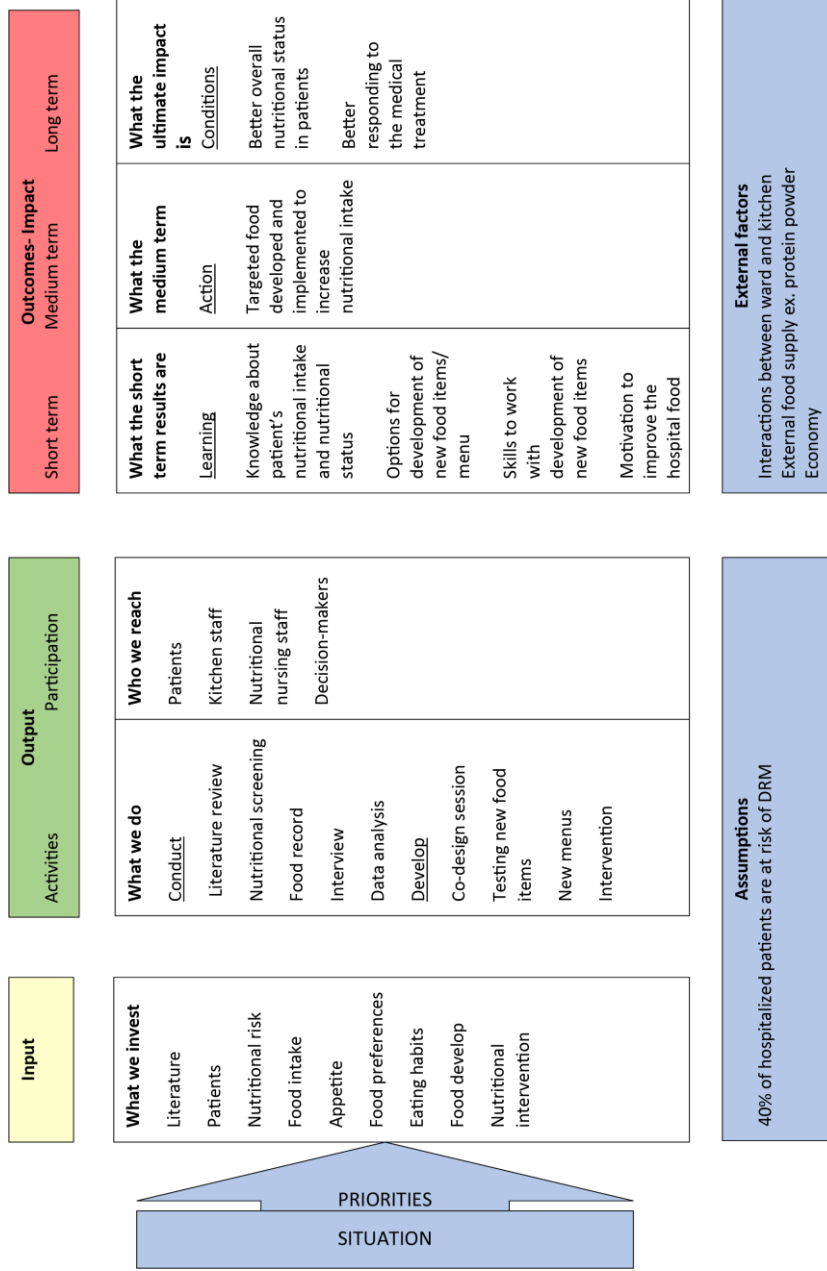 SITUATION
PRIORITIES
Input
What we invest
Literature
Patients
Nutritional risk
Food intake
Appetite
Food preferences
Eating habits
Food develop
Nutritional
intervention
Output
Activities Participation
What we do
Conduct
Literature review
Nutritional screening
Food record
Interview
Data analysis
Develop
Co-design session
Testing new food
items
New menus
Intervention
Who we reach
Patients
Kitchen staff
Nutritional
nursing staff
Decision-makers
Outcomes- Impact
Short term Medium term Long term
What the short
term results are
Learning
Knowledge about
patient's
nutritional intake
and nutritional
status
Options for
development of
new food items/
menu
Skills to work
with
development of
new food items
Motivation to
improve the
hospital food
What the
medium term
Action
Targeted food
developed and
implemented to
increase
nutritional intake
What the
ultimate impact
is
Conditions
Better overall
nutritional status
in patients
Better
responding to
the medical
treatment
Assumptions
40% of hospitalized patients are at risk of DRM
External factors
Interactions between ward and kitchen
External food supply ex. protein powder
Economy